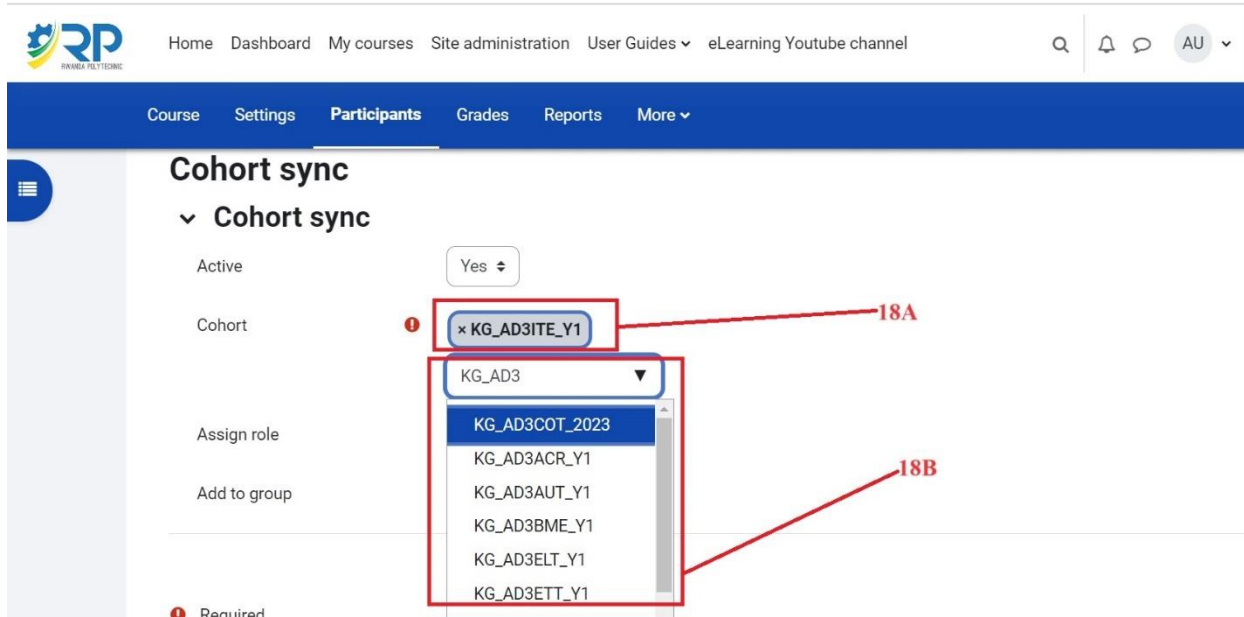 RP
RWANDA POLYTECHNIC
Home Dashboard My courses Site administration User Guides eLearning Youtube channel AU
Course Settings Participants Grades Reports More
Cohort sync
Cohort sync
Active Yes
Cohort × KG_AD3ITE_Y1 18A
KG_AD3
KG_AD3COT_2023
Assign role
KG_AD3ACR_Y1
18B
Add to group KG_AD3AUT_Y1
KG_AD3BME_Y1
KG_AD3ELT_Y1
KG_AD3ETT_Y1
Required